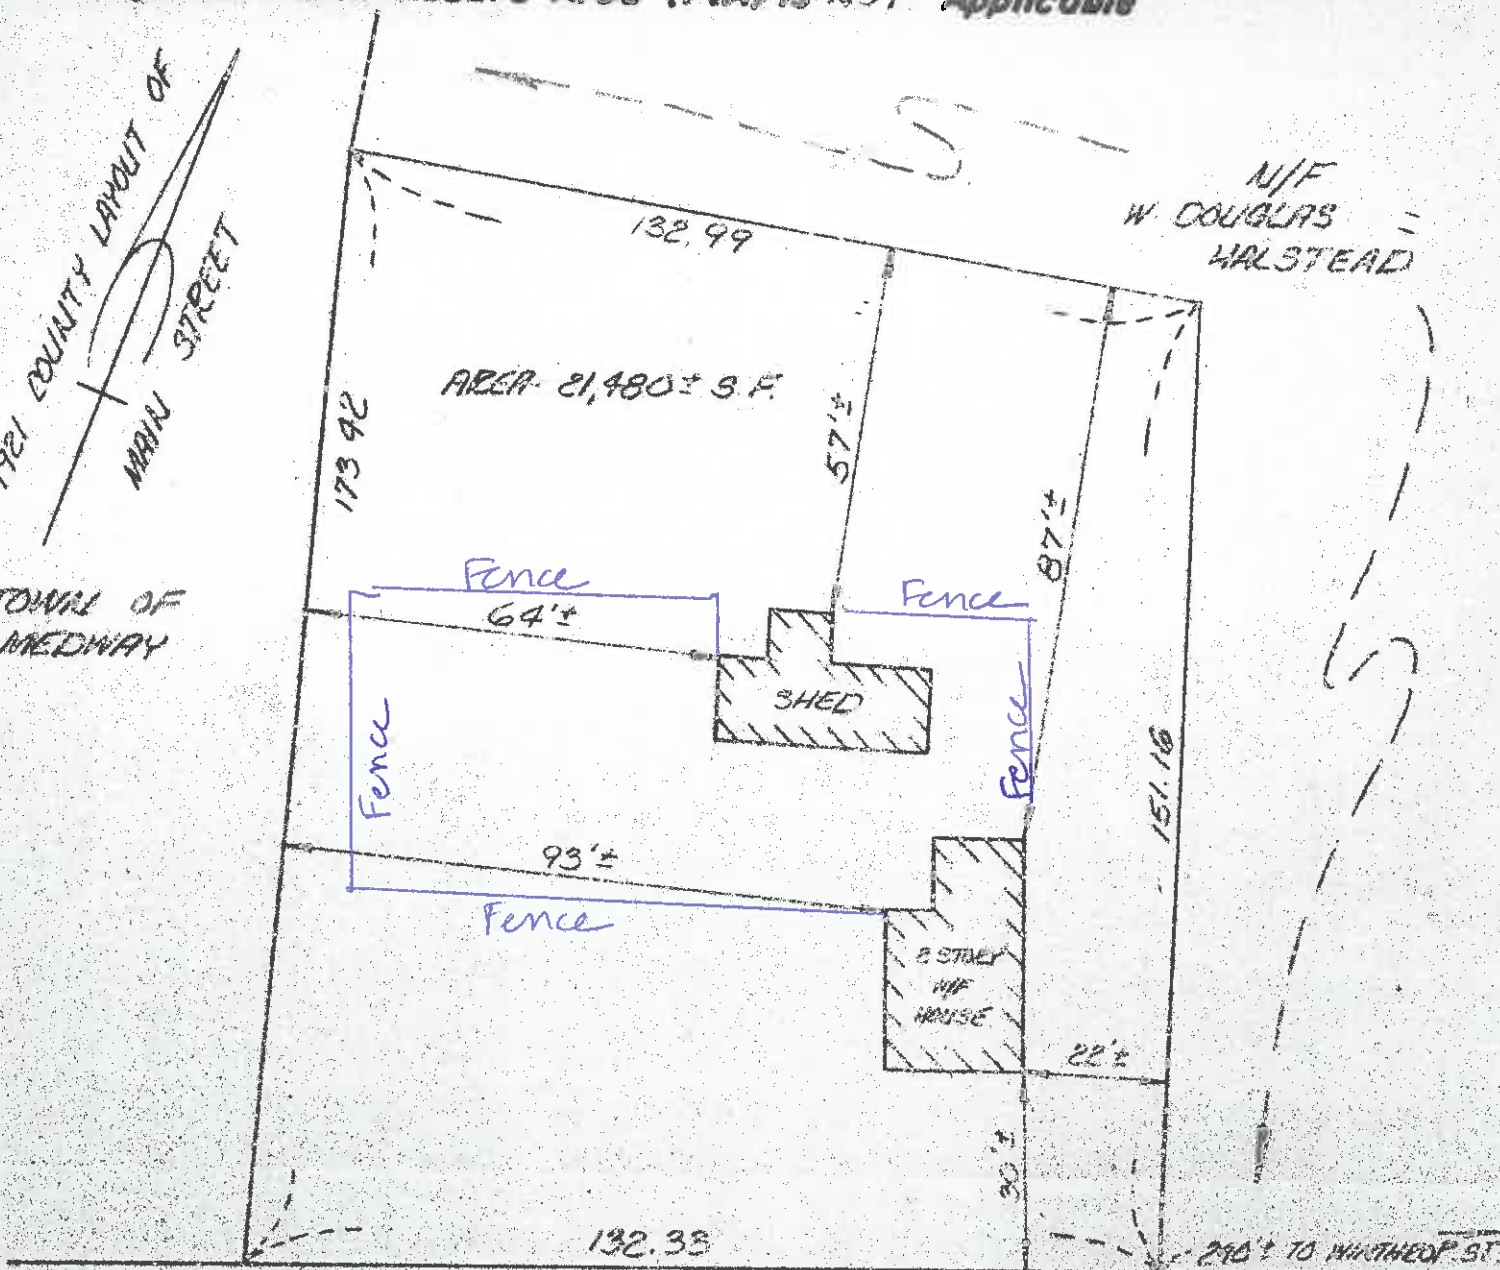 Applicable
1921 COUNTY LAYOUT OF
MAIN STREET
N/F
W DOUGLAS
HALSTEAD
132.99
AREA 21,480± S.F.
173.42
57'±
87'±
TOWN OF
MEDWAY
Fence
64'±
Fence
SHED
Fence
Fence
151.16
93'±
Fence
2 STORY
W/F
HOUSE
22'±
30'±
132.33
290'± TO WINTHROP ST